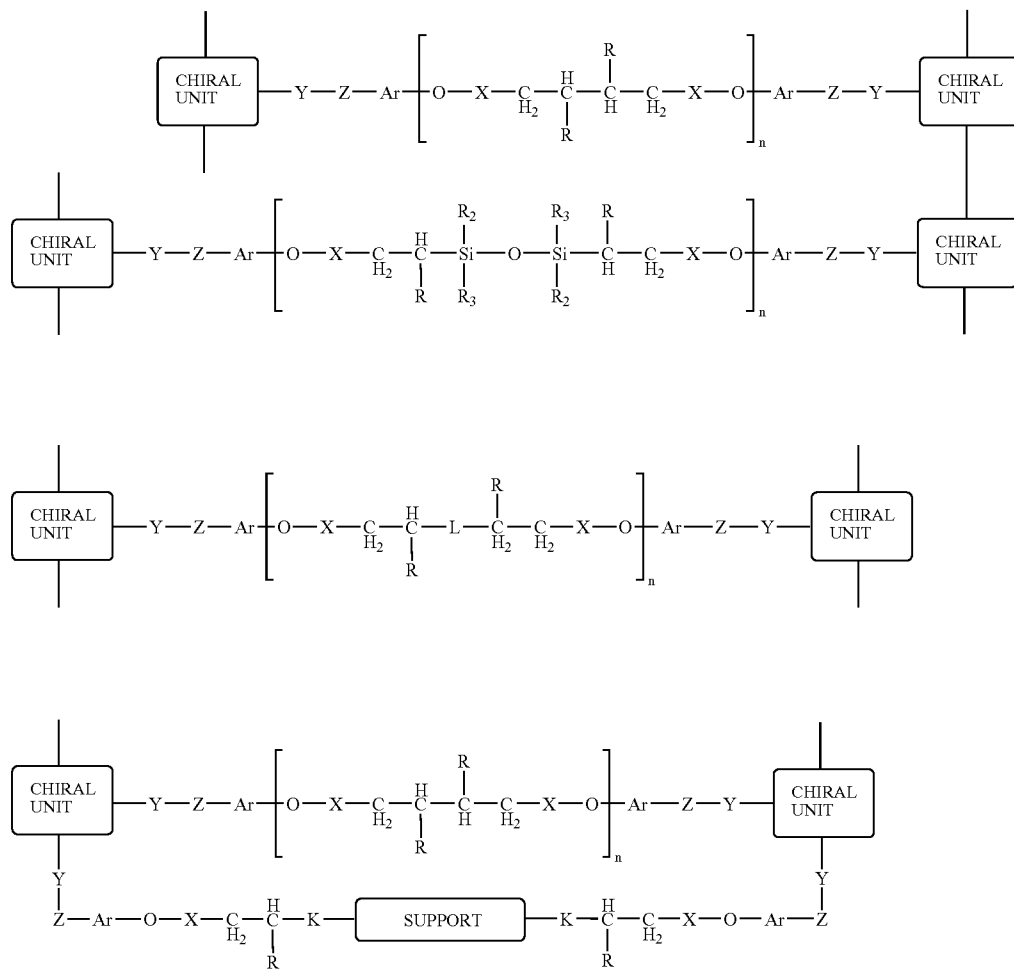 R
CHIRAL UNIT — Y — Z — Ar — [ O — X — CH2 — CH — CH — CH2 — X — O ]n — Ar — Z — Y — CHIRAL UNIT
R
R2 R3 R
CHIRAL UNIT — Y — Z — Ar — [ O — X — CH2 — CH — Si — O — Si — CH — CH2 — X — O ]n — Ar — Z — Y — CHIRAL UNIT
R R3 R2
R
CHIRAL UNIT — Y — Z — Ar — [ O — X — CH2 — CH — L — CH2 — CH2 — X — O ]n — Ar — Z — Y — CHIRAL UNIT
R
R
CHIRAL UNIT — Y — Z — Ar — [ O — X — CH2 — CH — CH — CH2 — X — O ]n — Ar — Z — Y — CHIRAL UNIT
R
Y Y
Z — Ar — O — X — CH2 — CH — K — SUPPORT — K — CH — CH2 — X — O — Ar — Z
R R